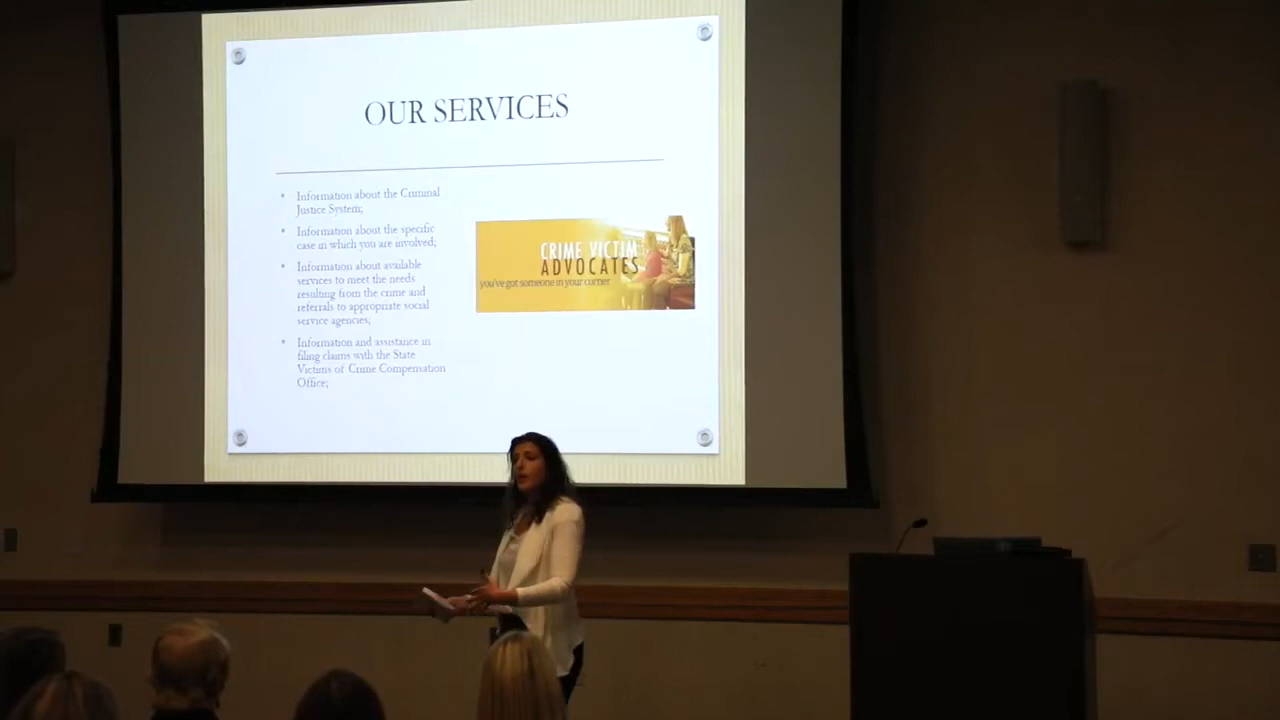 OUR SERVICES
• Information about the Criminal
Justice System;
• Information about the specific
case in which you are involved;
• Information about available
services to meet the needs
resulting from the crime and
referrals to appropriate social
service agencies;
• Information and assistance in
filing claims with the State
Victims of Crime Compensation
Office;
CRIME VICTIM
ADVOCATES
you've got someone in your corner